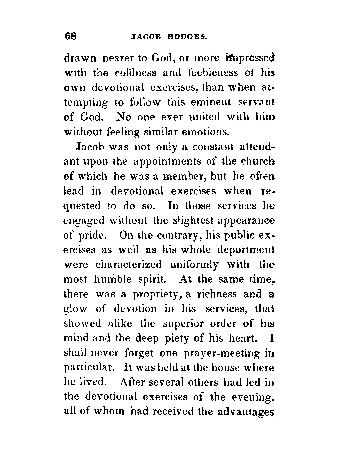 68 JACOB HODGES.
drawn nearer to God, or more impressed
with the coldness and feebleness of his
own devotional exercises, than when at-
tempting to follow this eminent servant
of God. No one ever united with him
without feeling similar emotions.
Jacob was not only a constant attend-
ant upon the appointments of the church
of which he was a member, but he often
lead in devotional exercises when re-
quested to do so. In those services he
engaged without the slightest appearance
of pride. On the contrary, his public ex-
ercises as well as his whole deportment
were characterized uniformly with the
most humble spirit. At the same time,
there was a propriety, a richness and a
glow of devotion in his services, that
showed alike the superior order of his
mind and the deep piety of his heart. I
shall never forget one prayer-meeting in
particular. It was held at the house where
he lived. After several others had led in
the devotional exercises of the evening,
all of whom had received the advantages